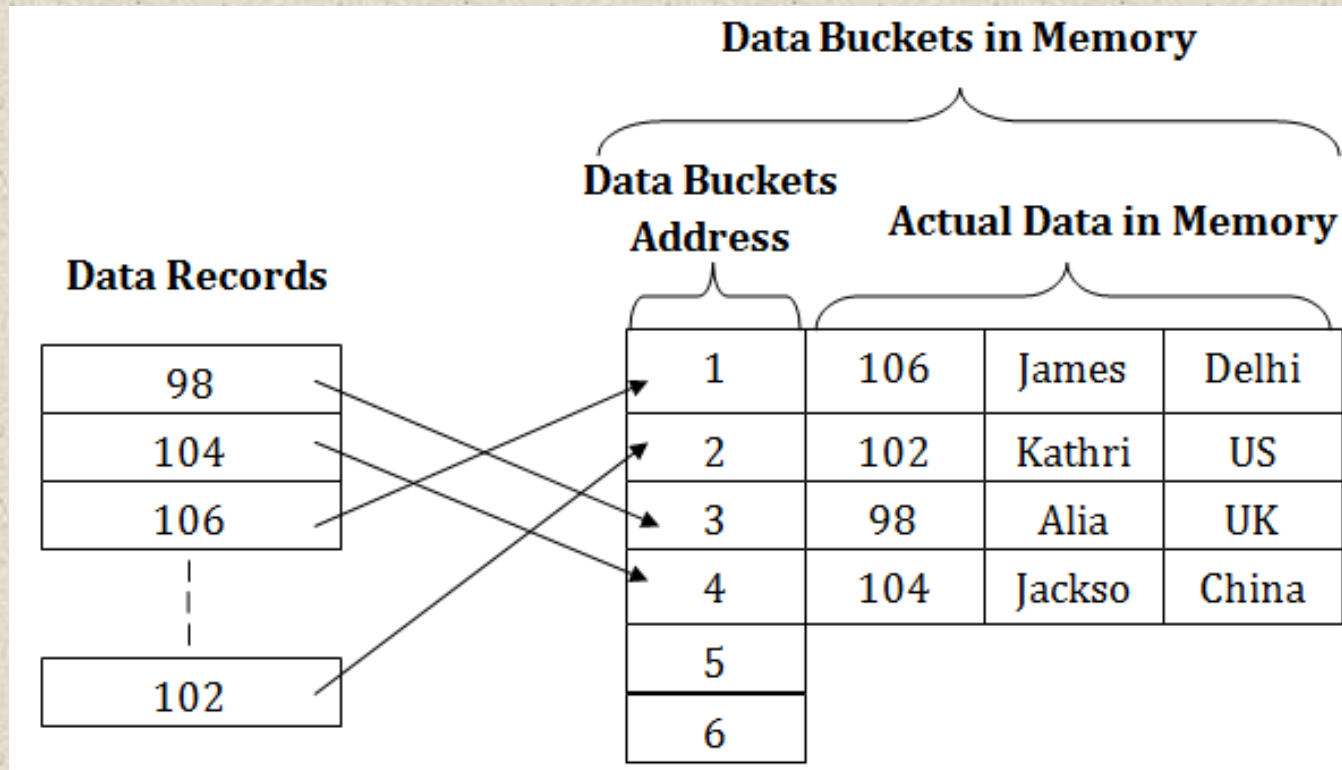 Data Buckets in Memory
Data Buckets
Address
Actual Data in Memory
Data Records
98
104
106
102
1 106 James Delhi
2 102 Kathri US
3 98 Alia UK
4 104 Jackso China
5
6